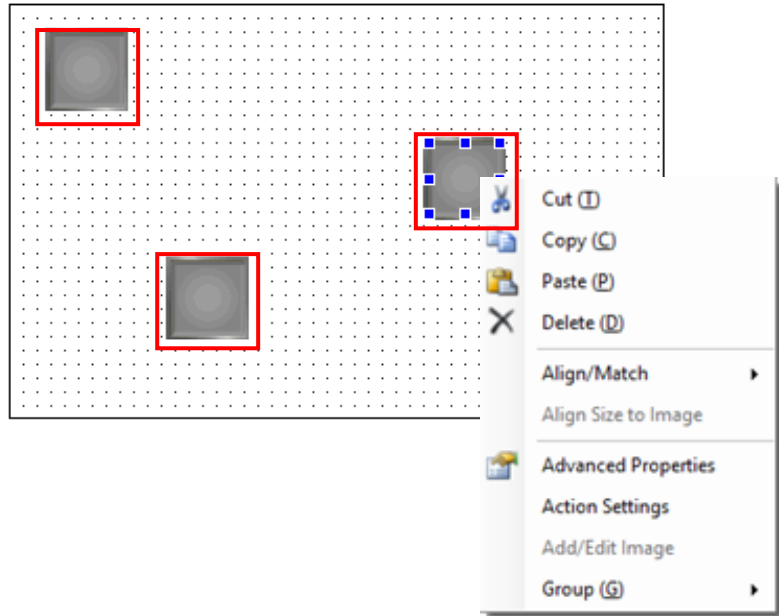 Cut (T)
Copy (C)
Paste (P)
Delete (D)
Align/Match
Align Size to Image
Advanced Properties
Action Settings
Add/Edit Image
Group (G)